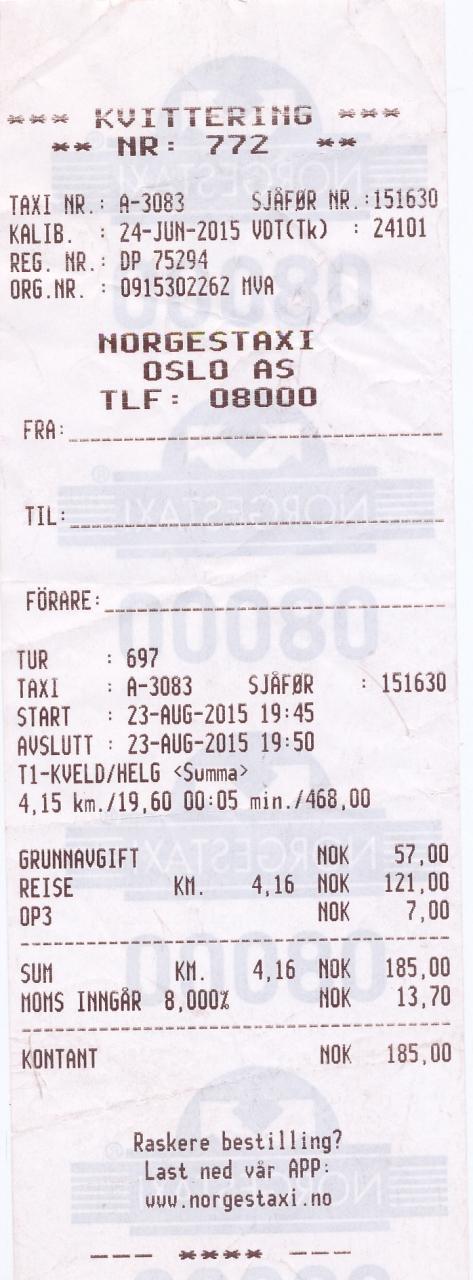 *** KVITTERING ***
** NR: 772 **
TAXI NR.: A-3083 SJÅFØR NR.:151630
KALIB. : 24-JUN-2015 VDT(Tk) : 24101
REG. NR.: DP 75294
ORG.NR. : 0915302262 MVA
NORGESTAXI
OSLO AS
TLF: 08000
FRA:
TIL:
FÖRARE:
TUR : 697
TAXI : A-3083 SJÅFØR : 151630
START : 23-AUG-2015 19:45
AVSLUTT : 23-AUG-2015 19:50
T1-KVELD/HELG <Summa>
4,15 km./19,60 00:05 min./468,00
GRUNNAVGIFT NOK 57,00
REISE KM. 4,16 NOK 121,00
OP3 NOK 7,00
SUM KM. 4,16 NOK 185,00
MOMS INNGÅR 8,000% NOK 13,70
KONTANT NOK 185,00
Raskere bestilling?
Last ned vår APP:
www.norgestaxi.no
--- **** ---